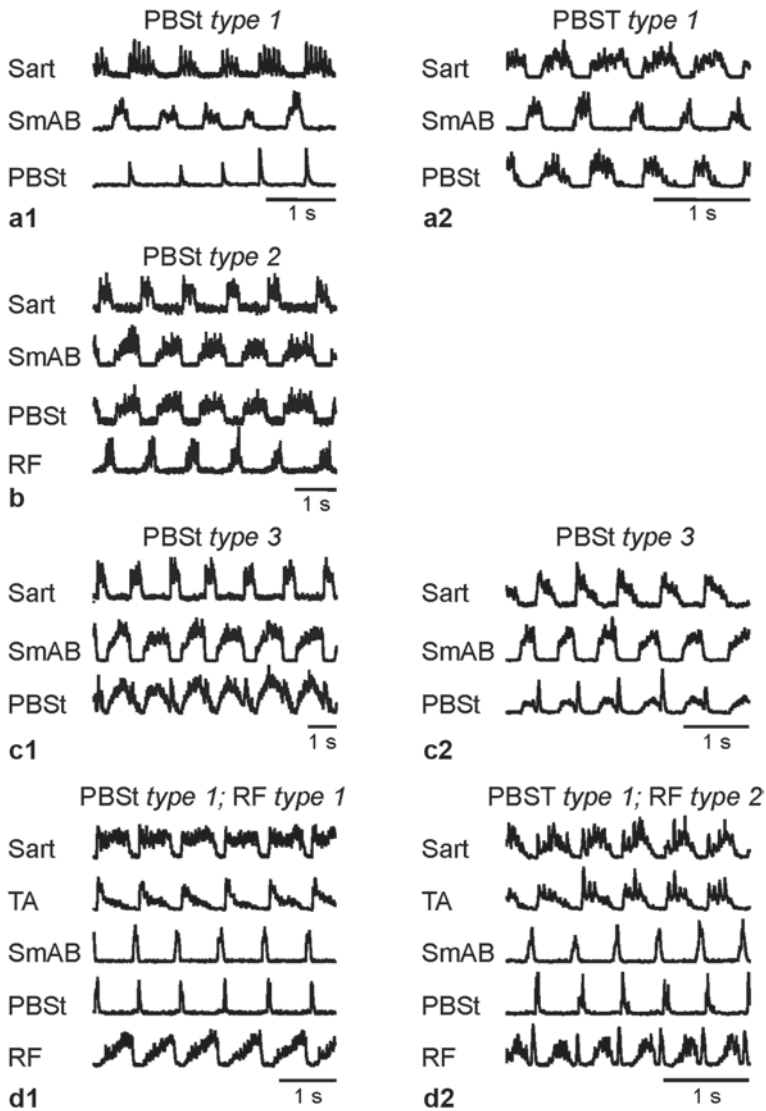 PBSt type 1
Sart
SmAB
PBSt
1 s
a1
PBST type 1
Sart
SmAB
PBSt
1 s
a2
PBSt type 2
Sart
SmAB
PBSt
RF
1 s
b
PBSt type 3
Sart
SmAB
PBSt
1 s
c1
PBSt type 3
Sart
SmAB
PBSt
1 s
c2
PBSt type 1; RF type 1
Sart
TA
SmAB
PBSt
RF
1 s
d1
PBST type 1; RF type 2
Sart
TA
SmAB
PBSt
RF
1 s
d2